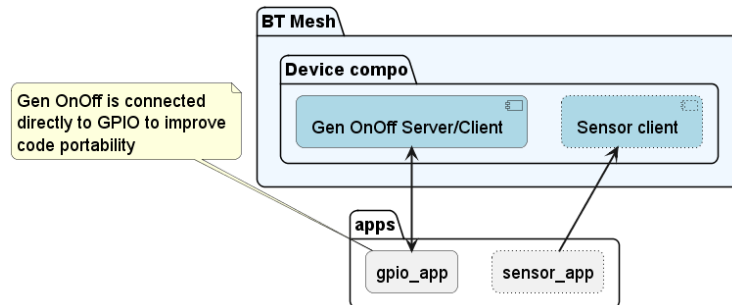 BT Mesh
Device compo
Gen OnOff is connected
directly to GPIO to improve
code portability
Gen OnOff Server/Client
Sensor client
apps
gpio_app
sensor_app